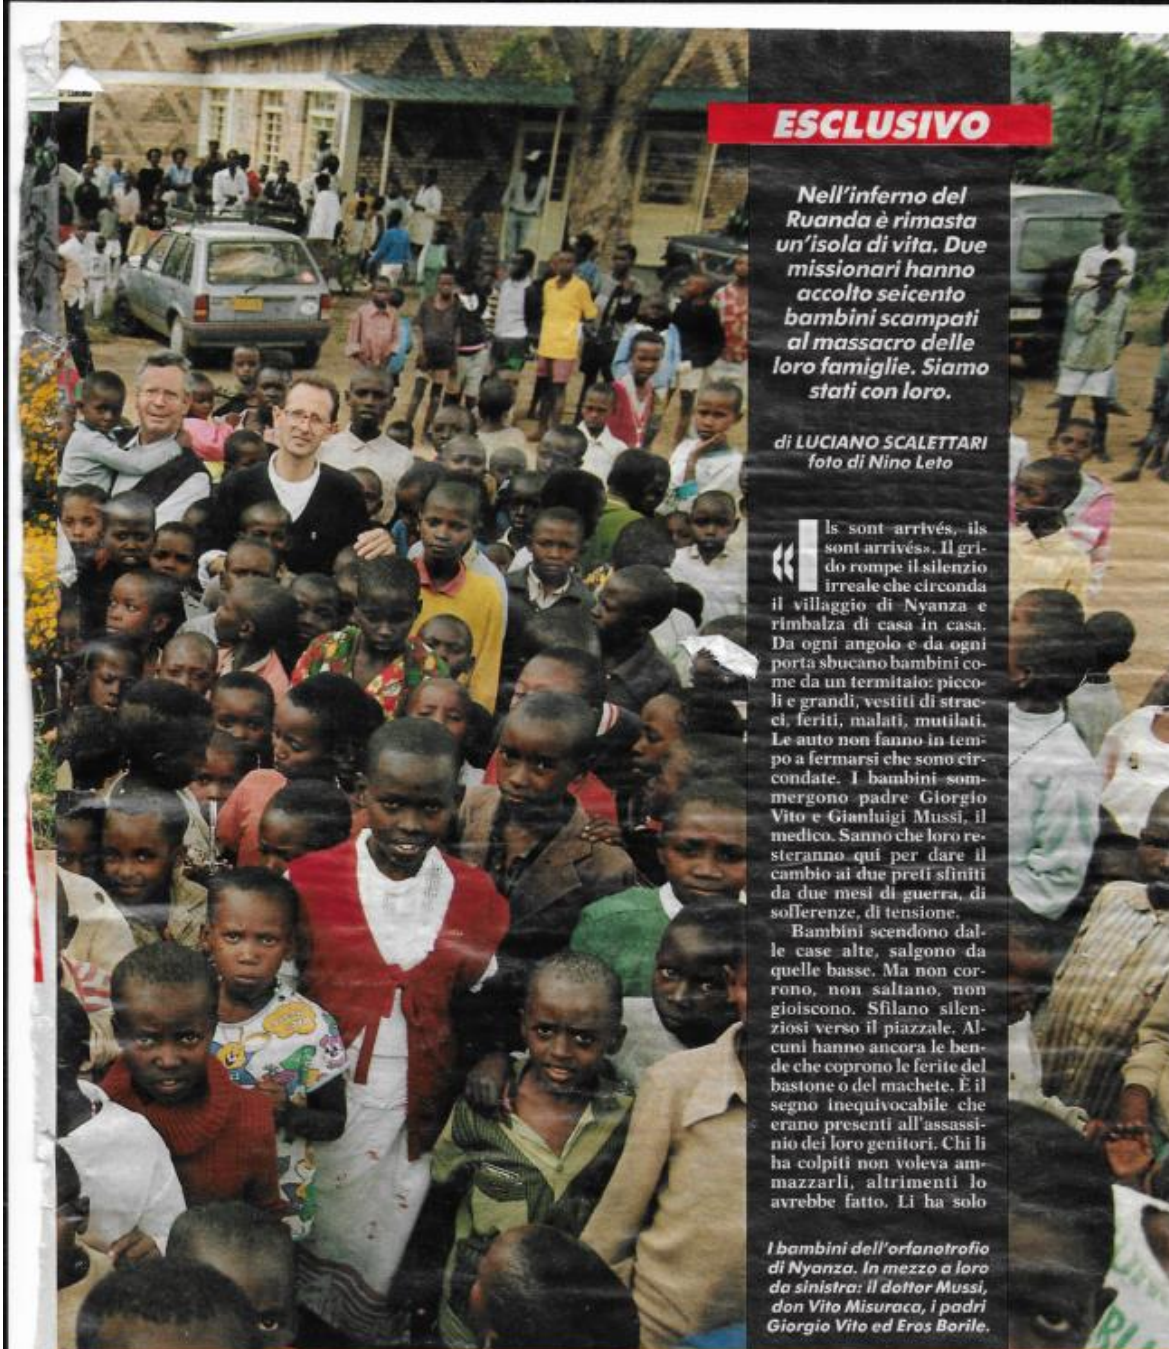 ESCLUSIVO
Nell'inferno del
Ruanda è rimasta
un'isola di vita. Due
missionari hanno
accolto seicento
bambini scampati
al massacro delle
loro famiglie. Siamo
stati con loro.
di LUCIANO SCALETTARI
foto di Nino Leto
«Ils sont arrivés, ils
sont arrivés». Il gri-
do rompe il silenzio
irreale che circonda
il villaggio di Nyanza e
rimbalza di casa in casa.
Da ogni angolo e da ogni
porta sbucano bambini co-
me da un termitaio: picco-
li e grandi, vestiti di strac-
ci, feriti, malati, mutilati.
Le auto non fanno in tem-
po a fermarsi che sono cir-
condate. I bambini som-
mergono padre Giorgio
Vito e Gianluigi Mussi, il
medico. Sanno che loro re-
steranno qui per dare il
cambio ai due preti sfiniti
da due mesi di guerra, di
sofferenze, di tensione.
Bambini scendono dal-
le case alte, salgono da
quelle basse. Ma non cor-
rono, non saltano, non
gioiscono. Sfilano silen-
ziosi verso il piazzale. Al-
cuni hanno ancora le ben-
de che coprono le ferite del
bastone o del machete. È il
segno inequivocabile che
erano presenti all'assassi-
nio dei loro genitori. Chi li
ha colpiti non voleva am-
mazzarli, altrimenti lo
avrebbe fatto. Li ha solo
I bambini dell'orfanotrofio
di Nyanza. In mezzo a loro
da sinistra: il dottor Mussi,
don Vito Misuraca, i padri
Giorgio Vito ed Eros Borile.